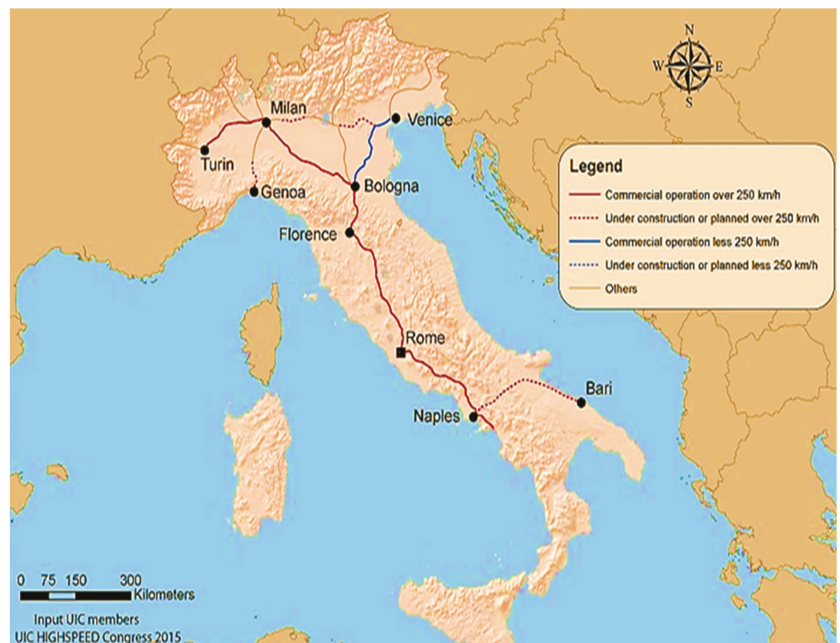 N
W E
S
Milan
Venice
Turin
Genoa
Bologna
Florence
Rome
Bari
Naples
Legend
Commercial operation over 250 km/h
Under construction or planned over 250 km/h
Commercial operation less 250 km/h
Under construction or planned less 250 km/h
Others
0 75 150 300
Kilometers
Input UIC members
UIC HIGHSPEED Congress 2015